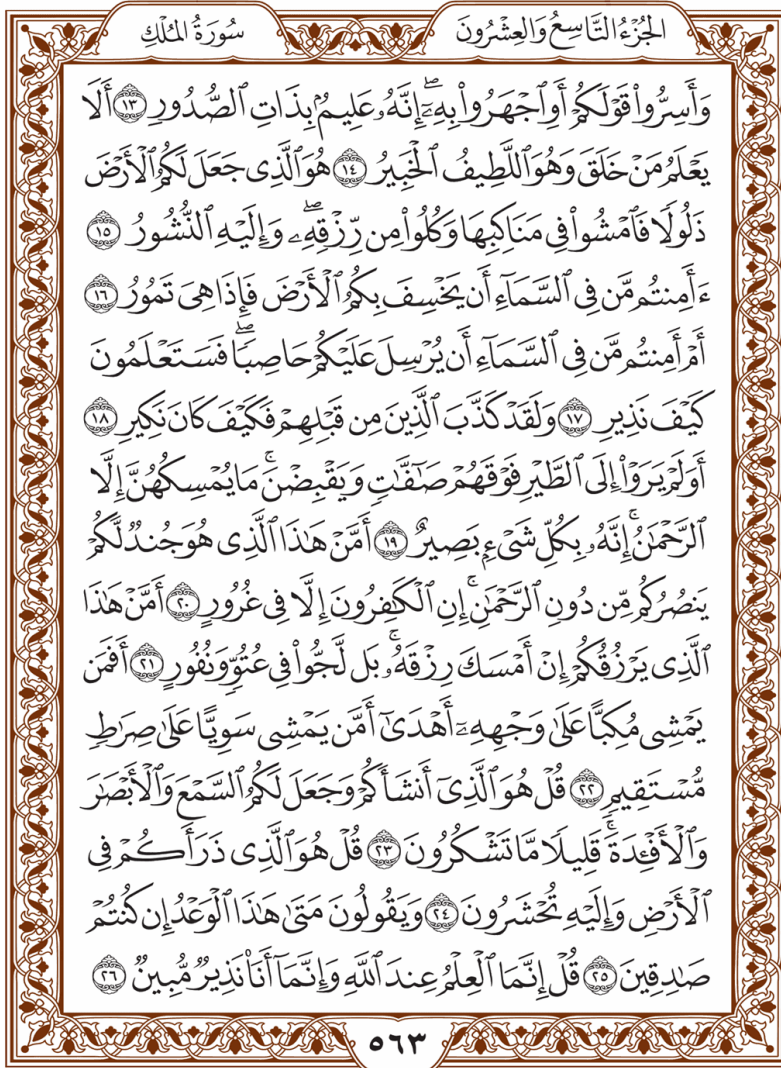 الجُزْءُ التَّاسِعُ وَالعِشْرُونَ
سُورَةُ المُلْكِ
وَأَسِرُّوا۟ قَوْلَكُمْ أَوِ ٱجْهَرُوا۟ بِهِۦٓۖ إِنَّهُۥ عَلِيمٌۢ بِذَاتِ ٱلصُّدُورِ ١٣ أَلَا
يَعْلَمُ مَنْ خَلَقَ وَهُوَ ٱللَّطِيفُ ٱلْخَبِيرُ ١٤ هُوَ ٱلَّذِى جَعَلَ لَكُمُ ٱلْأَرْضَ
ذَلُولًا فَٱمْشُوا۟ فِى مَنَاكِبِهَا وَكُلُوا۟ مِن رِّزْقِهِۦۖ وَإِلَيْهِ ٱلنُّشُورُ ١٥
ءَأَمِنتُم مَّن فِى ٱلسَّمَآءِ أَن يَخْسِفَ بِكُمُ ٱلْأَرْضَ فَإِذَا هِىَ تَمُورُ ١٦
أَمْ أَمِنتُم مَّن فِى ٱلسَّمَآءِ أَن يُرْسِلَ عَلَيْكُمْ حَاصِبًاۖ فَسَتَعْلَمُونَ
كَيْفَ نَذِيرِ ١٧ وَلَقَدْ كَذَّبَ ٱلَّذِينَ مِن قَبْلِهِمْ فَكَيْفَ كَانَ نَكِيرِ ١٨
أَوَلَمْ يَرَوْا۟ إِلَى ٱلطَّيْرِ فَوْقَهُمْ صَٰٓفَّٰتٍ وَيَقْبِضْنَۚ مَا يُمْسِكُهُنَّ إِلَّا
ٱلرَّحْمَٰنُۚ إِنَّهُۥ بِكُلِّ شَىْءٍۭ بَصِيرٌ ١٩ أَمَّنْ هَٰذَا ٱلَّذِى هُوَ جُندٌ لَّكُمْ
يَنصُرُكُم مِّن دُونِ ٱلرَّحْمَٰنِۚ إِنِ ٱلْكَٰفِرُونَ إِلَّا فِى غُرُورٍ ٢٠ أَمَّنْ هَٰذَا
ٱلَّذِى يَرْزُقُكُمْ إِنْ أَمْسَكَ رِزْقَهُۥۚ بَل لَّجُّوا۟ فِى عُتُوٍّ وَنُفُورٍ ٢١ أَفَمَن
يَمْشِى مُكِبًّا عَلَىٰ وَجْهِهِۦٓ أَهْدَىٰٓ أَمَّن يَمْشِى سَوِيًّا عَلَىٰ صِرَٰطٍ
مُّسْتَقِيمٍ ٢٢ قُلْ هُوَ ٱلَّذِىٓ أَنشَأَكُمْ وَجَعَلَ لَكُمُ ٱلسَّمْعَ وَٱلْأَبْصَٰرَ
وَٱلْأَفْـِٔدَةَۚ قَلِيلًا مَّا تَشْكُرُونَ ٢٣ قُلْ هُوَ ٱلَّذِى ذَرَأَكُمْ فِى
ٱلْأَرْضِ وَإِلَيْهِ تُحْشَرُونَ ٢٤ وَيَقُولُونَ مَتَىٰ هَٰذَا ٱلْوَعْدُ إِن كُنتُمْ
صَٰدِقِينَ ٢٥ قُلْ إِنَّمَا ٱلْعِلْمُ عِندَ ٱللَّهِ وَإِنَّمَآ أَنَا۠ نَذِيرٌ مُّبِينٌ ٢٦
٥٦٣